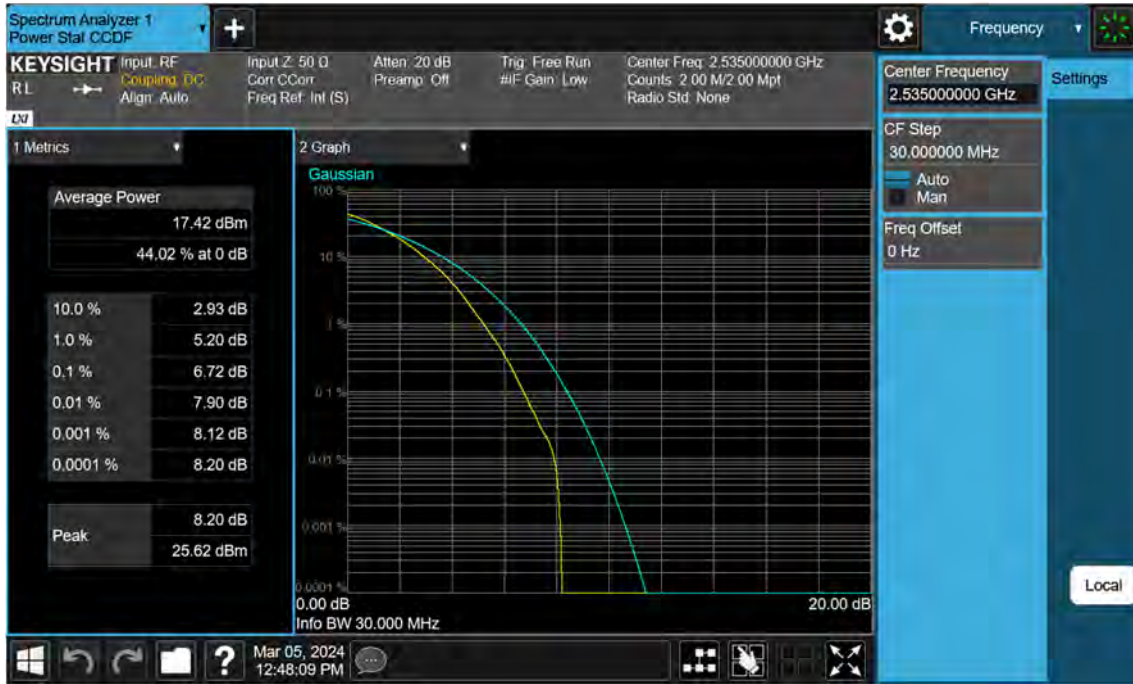 Spectrum Analyzer 1
Power Stat CCDF
+
Frequency
KEYSIGHT
RL
LXI
Input: RF
Coupling: DC
Align: Auto
Input Z: 50 Ω
Corr CCorr
Freq Ref: Int (S)
Atten: 20 dB
Preamp: Off
Trig: Free Run
#IF Gain: Low
Center Freq: 2.535000000 GHz
Counts: 2.00 M/2.00 Mpt
Radio Std: None
Center Frequency
2.535000000 GHz
Settings
CF Step
30.000000 MHz
Auto
Man
Freq Offset
0 Hz
1 Metrics
Average Power
17.42 dBm
44.02 % at 0 dB
10.0 % 2.93 dB
1.0 % 5.20 dB
0.1 % 6.72 dB
0.01 % 7.90 dB
0.001 % 8.12 dB
0.0001 % 8.20 dB
Peak
8.20 dB
25.62 dBm
2 Graph
Gaussian
100 %
10 %
1 %
0.1 %
0.01 %
0.001 %
0.0001 %
0.00 dB
20.00 dB
Info BW 30.000 MHz
Local
?
Mar 05, 2024
12:48:09 PM